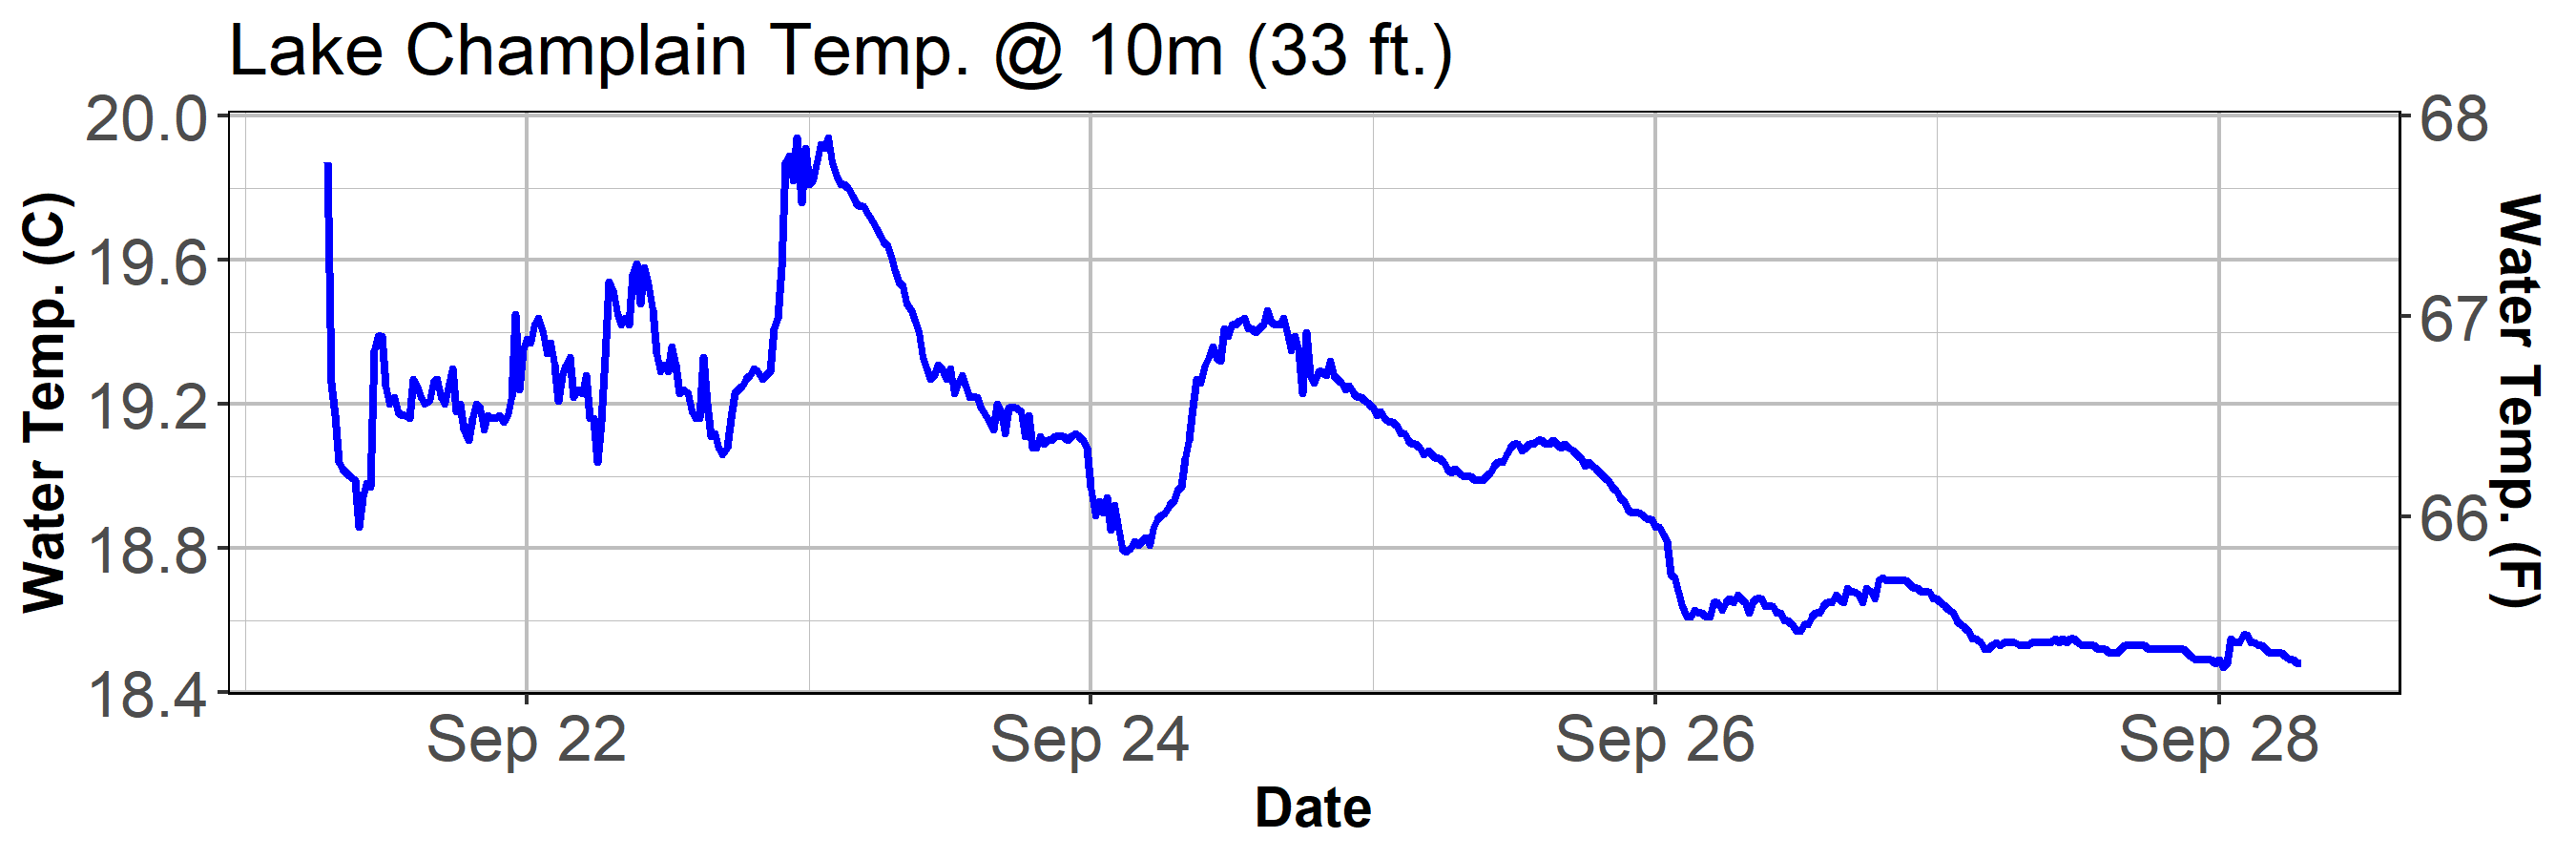 Lake Champlain Temp. @ 10m (33 ft.)
Water Temp. (C)
20.0
19.6
19.2
18.8
18.4
68
67
66
Water Temp. (F)
Sep 22
Sep 24
Sep 26
Sep 28
Date